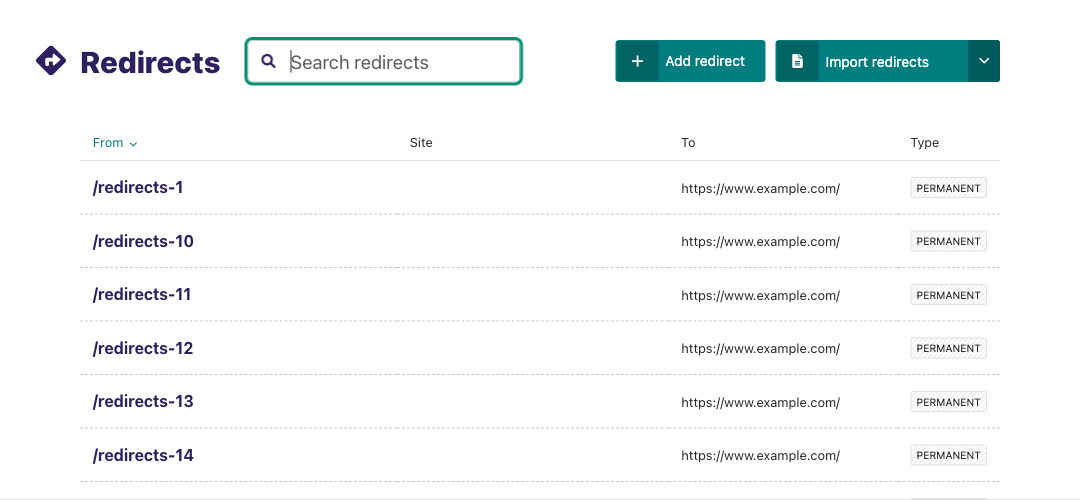 Redirects
Search redirects
Add redirect
Import redirects
From Site To Type
/redirects-1 https://www.example.com/ PERMANENT
/redirects-10 https://www.example.com/ PERMANENT
/redirects-11 https://www.example.com/ PERMANENT
/redirects-12 https://www.example.com/ PERMANENT
/redirects-13 https://www.example.com/ PERMANENT
/redirects-14 https://www.example.com/ PERMANENT